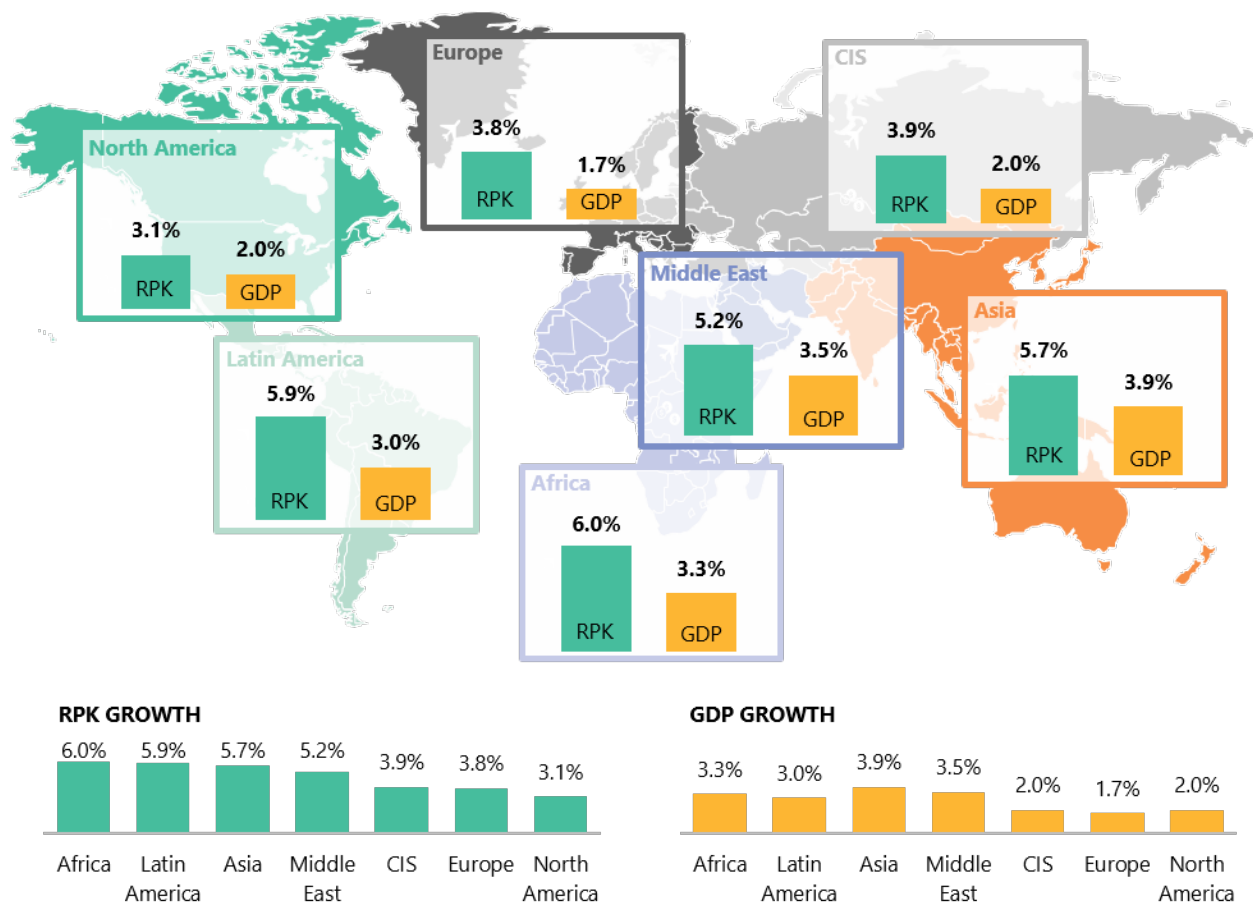 Europe
3.8%
1.7%
RPK
GDP
CIS
3.9%
2.0%
RPK
GDP
North America
3.1%
2.0%
RPK
GDP
Middle East
5.2%
3.5%
RPK
GDP
Asia
5.7%
3.9%
RPK
GDP
Latin America
5.9%
3.0%
RPK
GDP
Africa
6.0%
3.3%
RPK
GDP
RPK GROWTH
6.0% 5.9% 5.7% 5.2% 3.9% 3.8% 3.1%
Africa Latin Asia Middle CIS Europe North
America East America
GDP GROWTH
3.3% 3.0% 3.9% 3.5% 2.0% 1.7% 2.0%
Africa Latin Asia Middle CIS Europe North
America East America